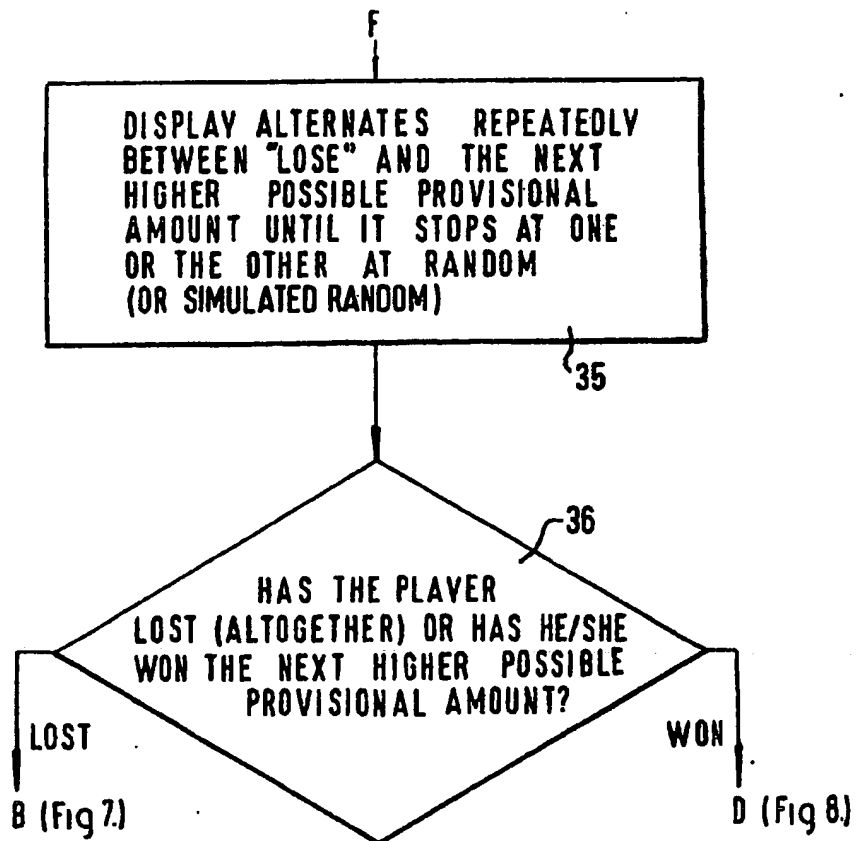 F
DISPLAY ALTERNATES REPEATEDLY
BETWEEN "LOSE" AND THE NEXT
HIGHER POSSIBLE PROVISIONAL
AMOUNT UNTIL IT STOPS AT ONE
OR THE OTHER AT RANDOM
(OR SIMULATED RANDOM)
35
36
HAS THE PLAVER
LOST (ALTOGETHER) OR HAS HE/SHE
WON THE NEXT HIGHER POSSIBLE
PROVISIONAL AMOUNT?
LOST
WON
B (Fig 7.)
D (Fig 8.)